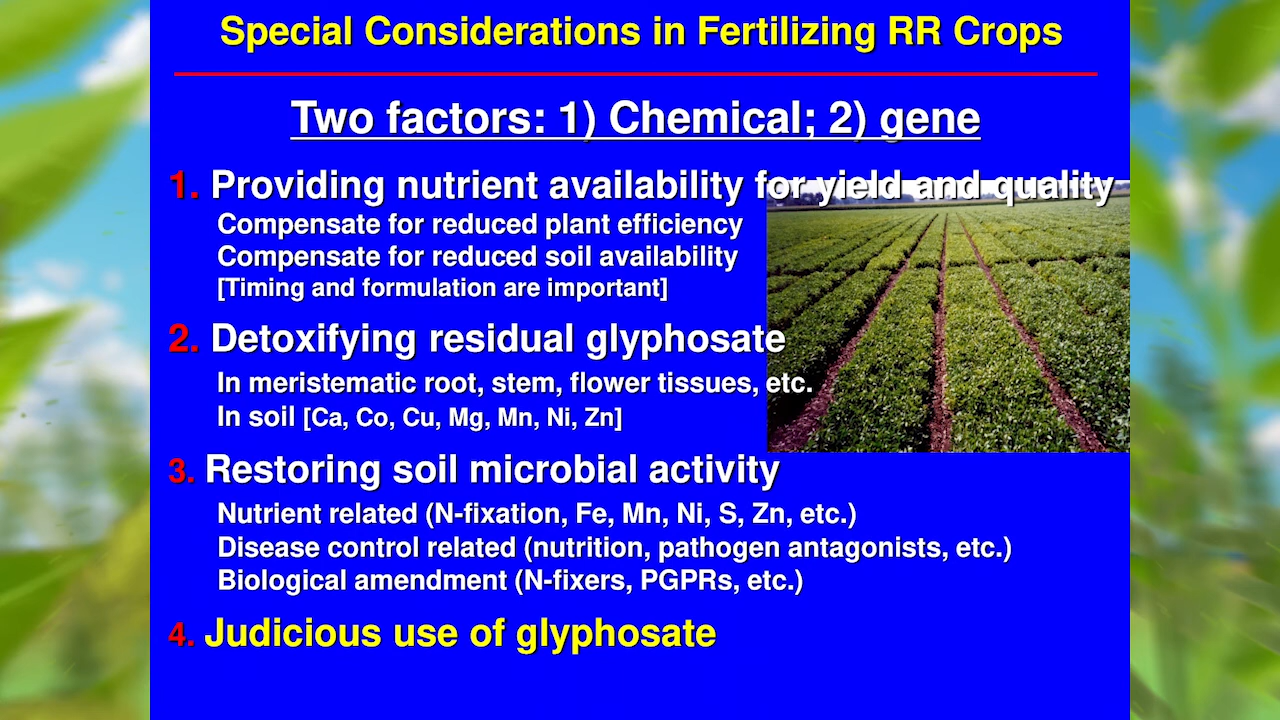 Special Considerations in Fertilizing RR Crops
Two factors: 1) Chemical; 2) gene
1. Providing nutrient availability for yield and quality
Compensate for reduced plant efficiency
Compensate for reduced soil availability
[Timing and formulation are important]
2. Detoxifying residual glyphosate
In meristematic root, stem, flower tissues, etc.
In soil [Ca, Co, Cu, Mg, Mn, Ni, Zn]
3. Restoring soil microbial activity
Nutrient related (N-fixation, Fe, Mn, Ni, S, Zn, etc.)
Disease control related (nutrition, pathogen antagonists, etc.)
Biological amendment (N-fixers, PGPRs, etc.)
4. Judicious use of glyphosate